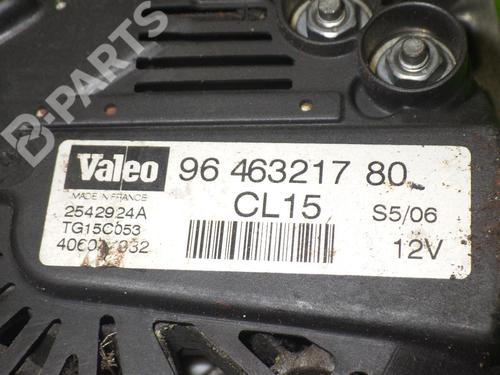 B-PARTS
Valeo 96 463217 80
MADE IN FRANCE
CL15 S5/06
2542924A
TG15C053
12V